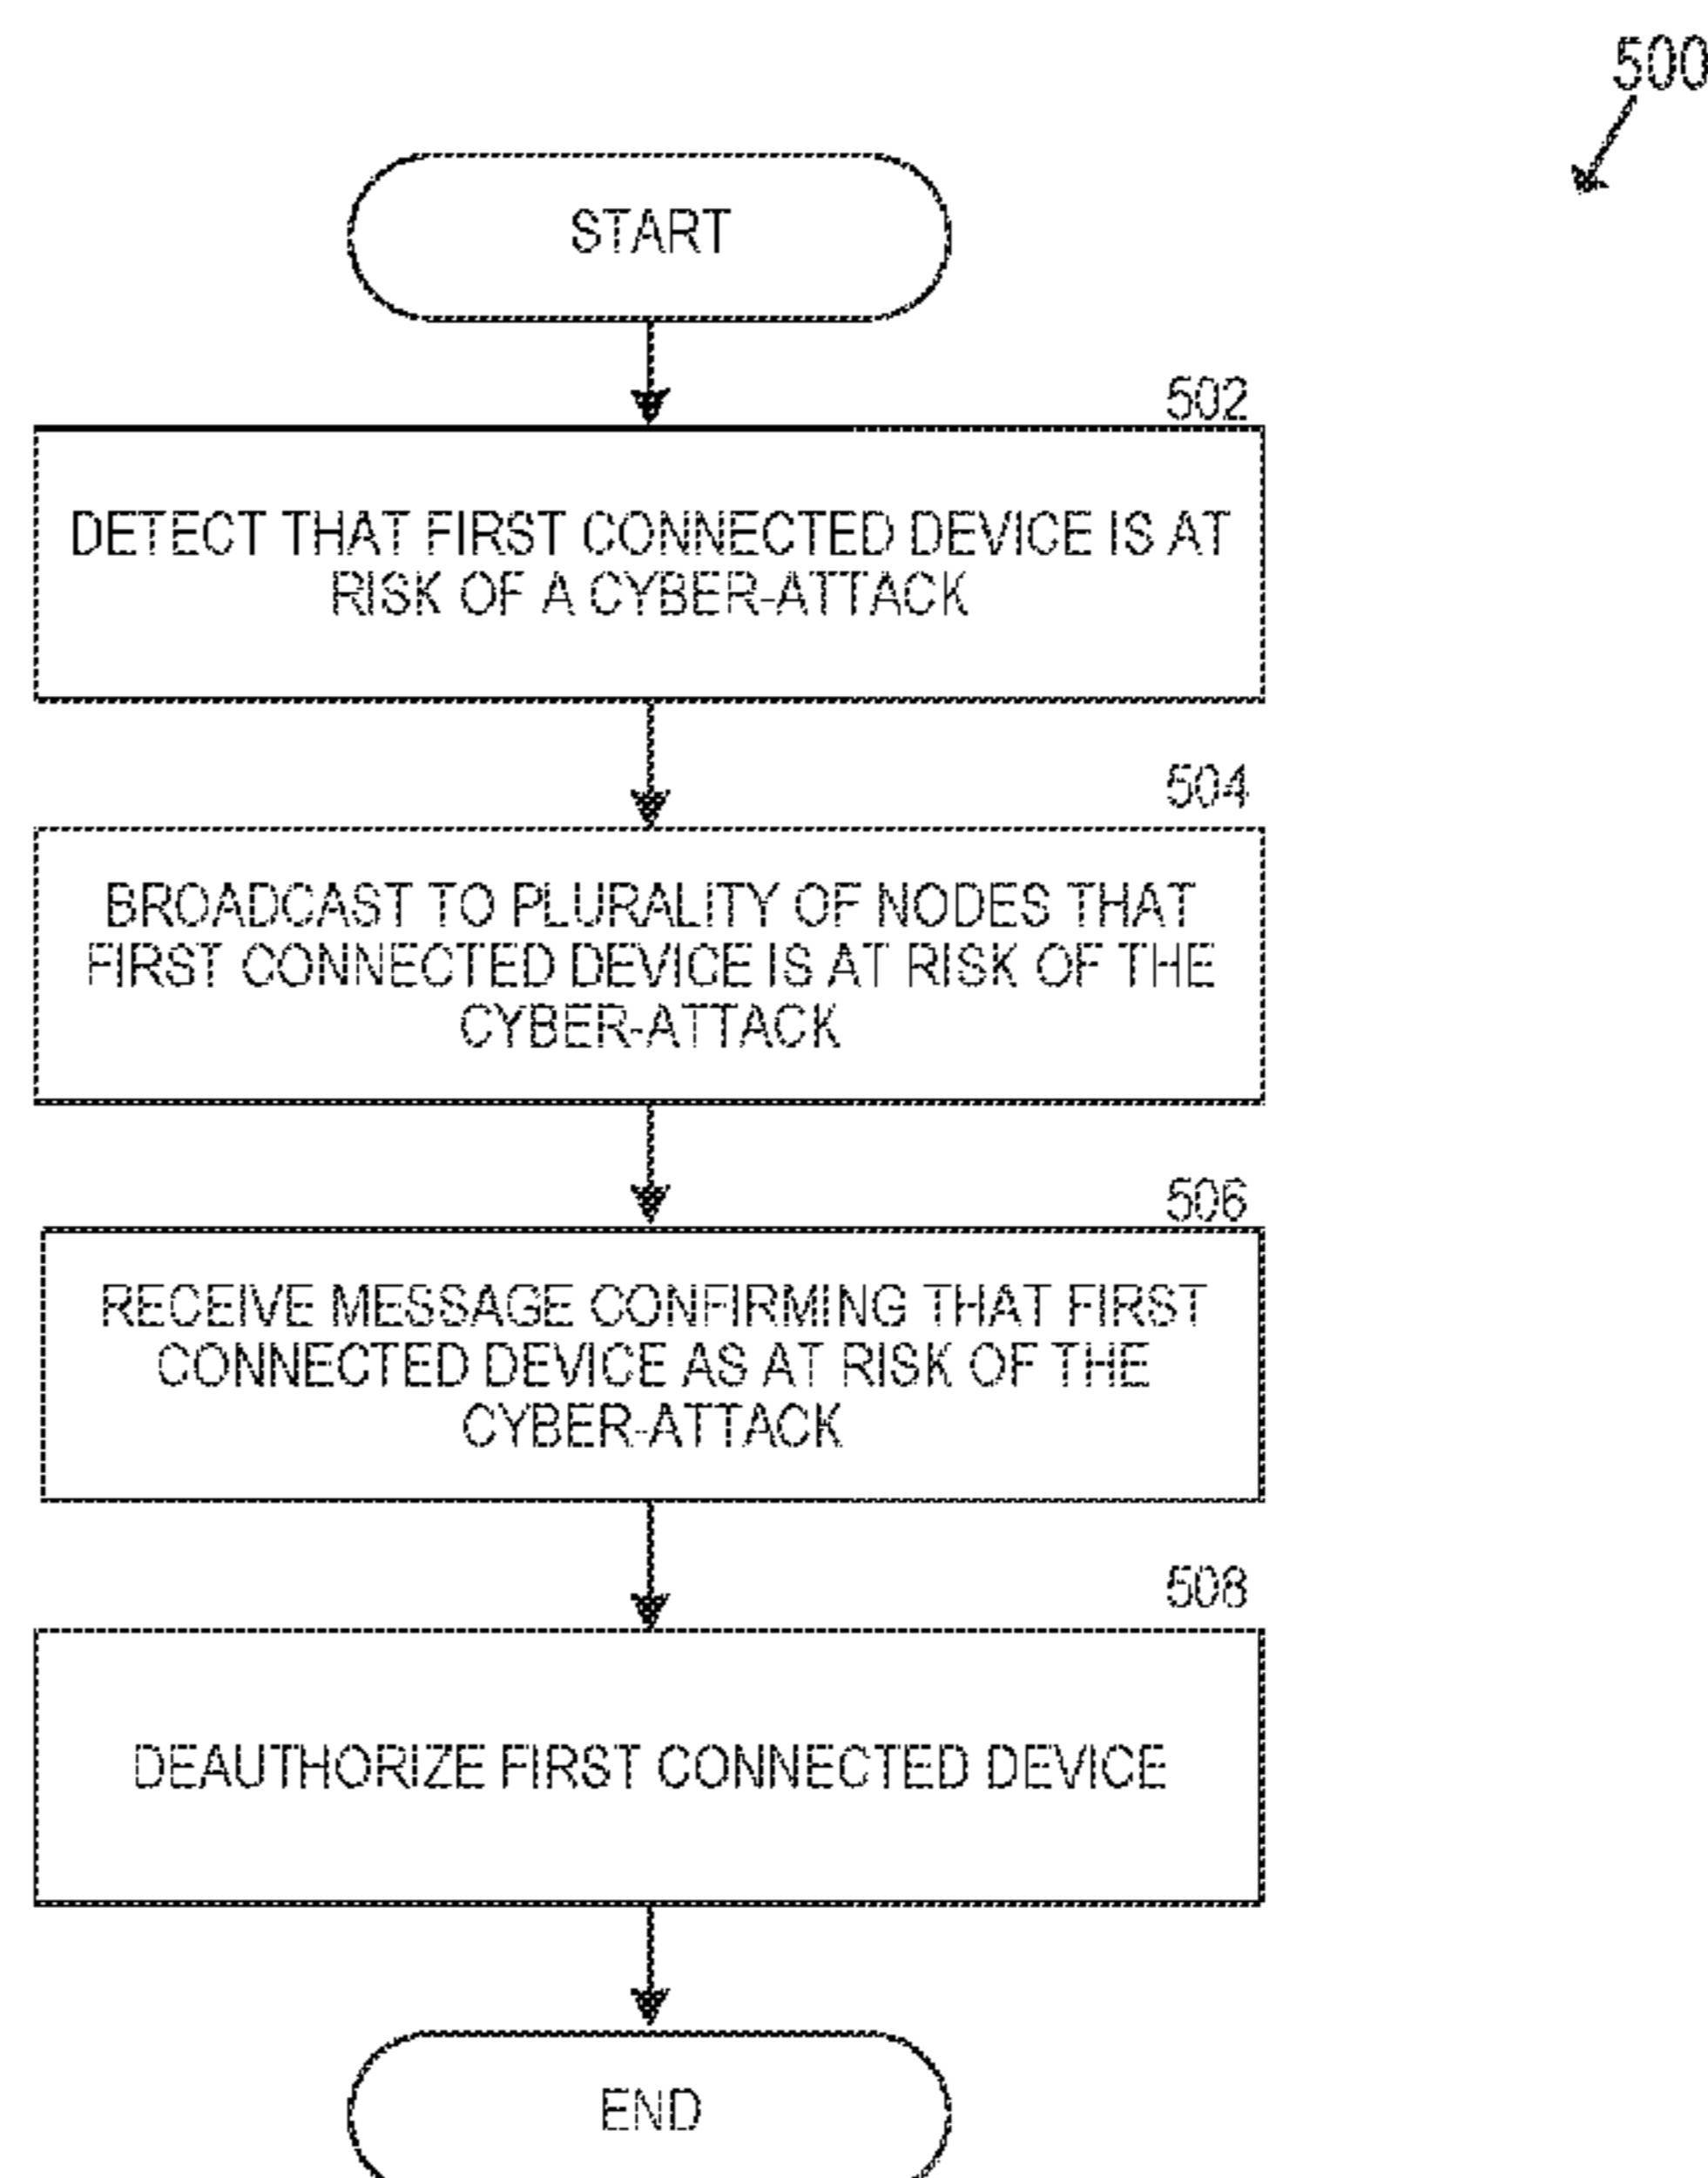 500
START
502
DETECT THAT FIRST CONNECTED DEVICE IS AT
RISK OF A CYBER-ATTACK
504
BROADCAST TO PLURALITY OF NODES THAT
FIRST CONNECTED DEVICE IS AT RISK OF THE
CYBER-ATTACK
506
RECEIVE MESSAGE CONFIRMING THAT FIRST
CONNECTED DEVICE AS AT RISK OF THE
CYBER-ATTACK
508
DEAUTHORIZE FIRST CONNECTED DEVICE
END